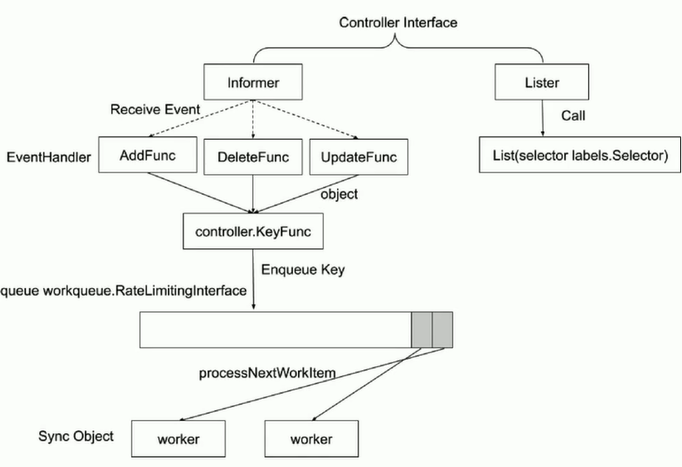 Controller Interface
Informer
Lister
Receive Event
Call
EventHandler
AddFunc
DeleteFunc
UpdateFunc
List(selector labels.Selector)
object
controller.KeyFunc
Enqueue Key
queue workqueue.RateLimitingInterface
processNextWorkItem
Sync Object
worker
worker